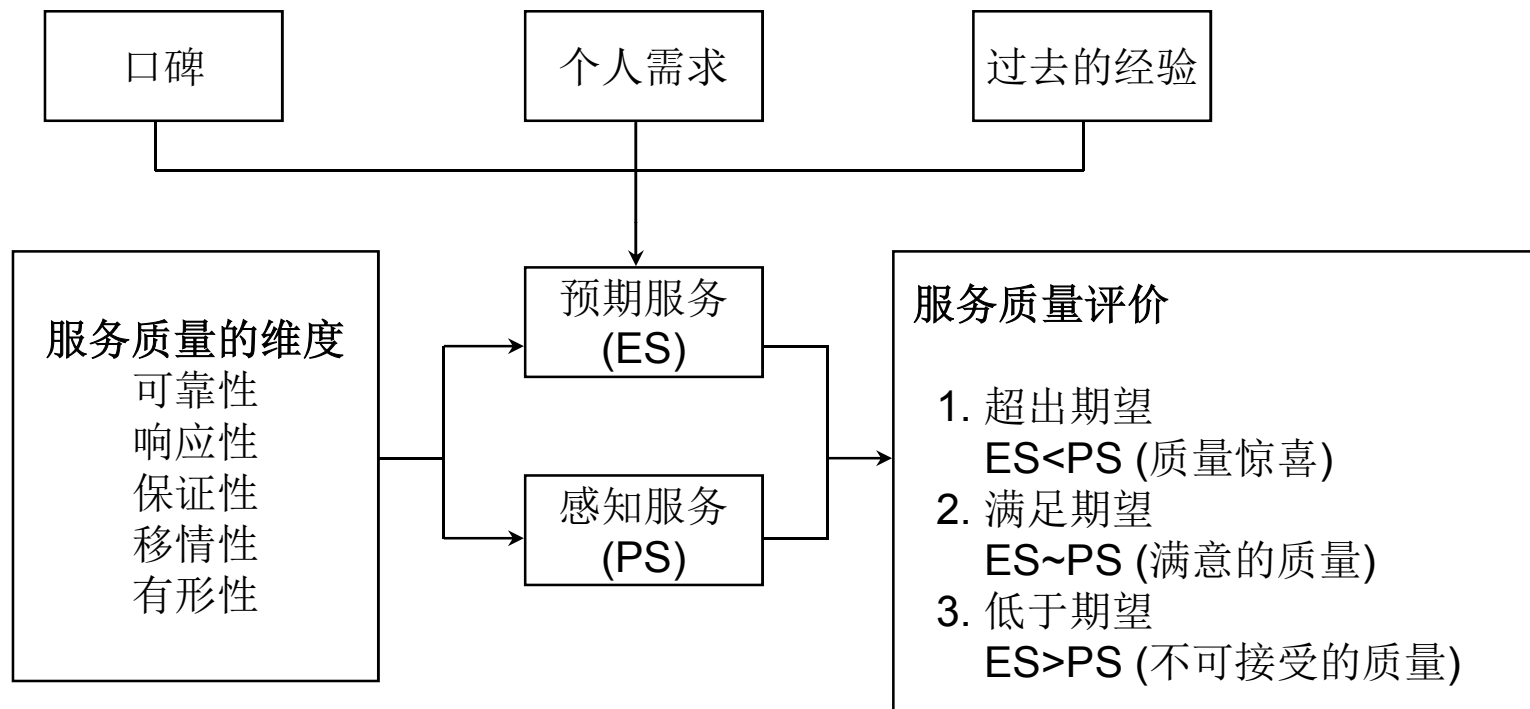 口碑
个人需求
过去的经验
服务质量的维度
可靠性
响应性
保证性
移情性
有形性
预期服务
(ES)
感知服务
(PS)
服务质量评价
1. 超出期望
ES<PS (质量惊喜)
2. 满足期望
ES~PS (满意的质量)
3. 低于期望
ES>PS (不可接受的质量)